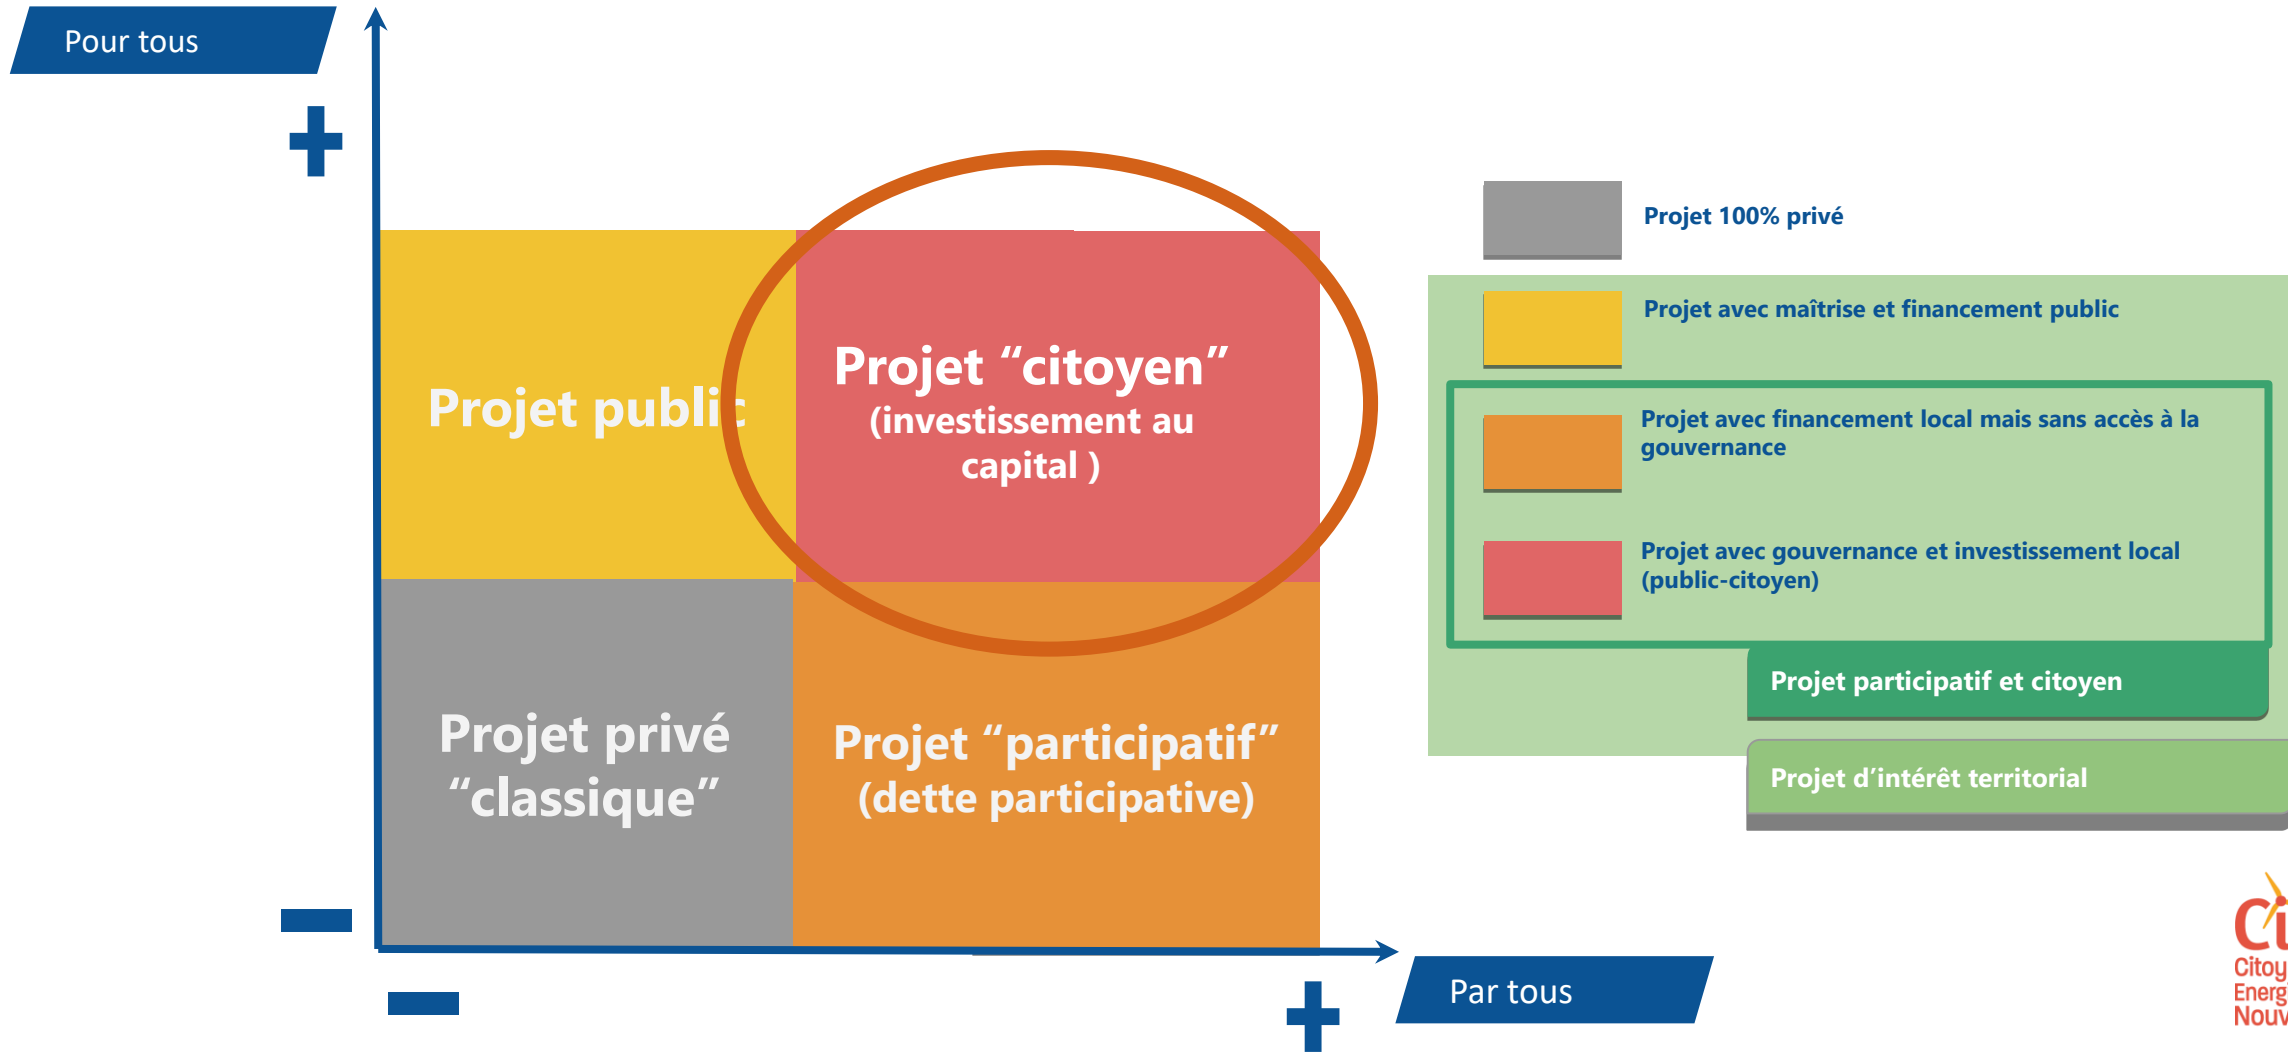 Pour tous
Projet public
Projet “citoyen”
(investissement au
capital )
Projet privé
“classique”
Projet “participatif”
(dette participative)
Par tous
Projet 100% privé
Projet avec maîtrise et financement public
Projet avec financement local mais sans accès à la
gouvernance
Projet avec gouvernance et investissement local
(public-citoyen)
Projet participatif et citoyen
Projet d’intérêt territorial